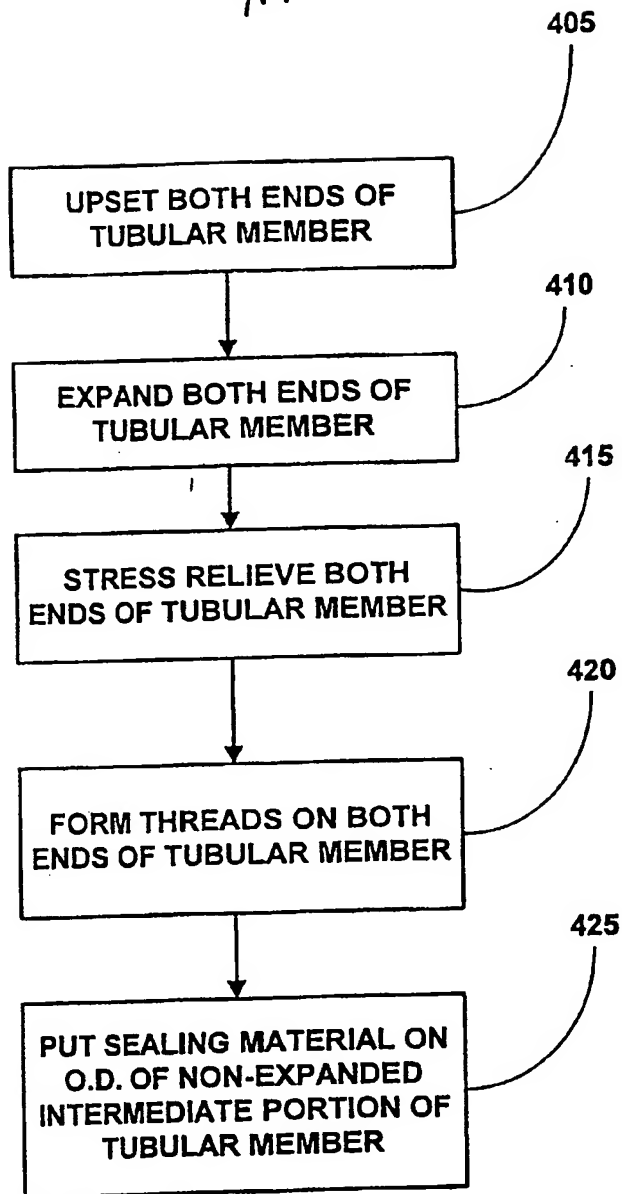 405
UPSET BOTH ENDS OF
TUBULAR MEMBER
410
EXPAND BOTH ENDS OF
TUBULAR MEMBER
415
STRESS RELIEVE BOTH
ENDS OF TUBULAR MEMBER
420
FORM THREADS ON BOTH
ENDS OF TUBULAR MEMBER
425
PUT SEALING MATERIAL ON
O.D. OF NON-EXPANDED
INTERMEDIATE PORTION OF
TUBULAR MEMBER